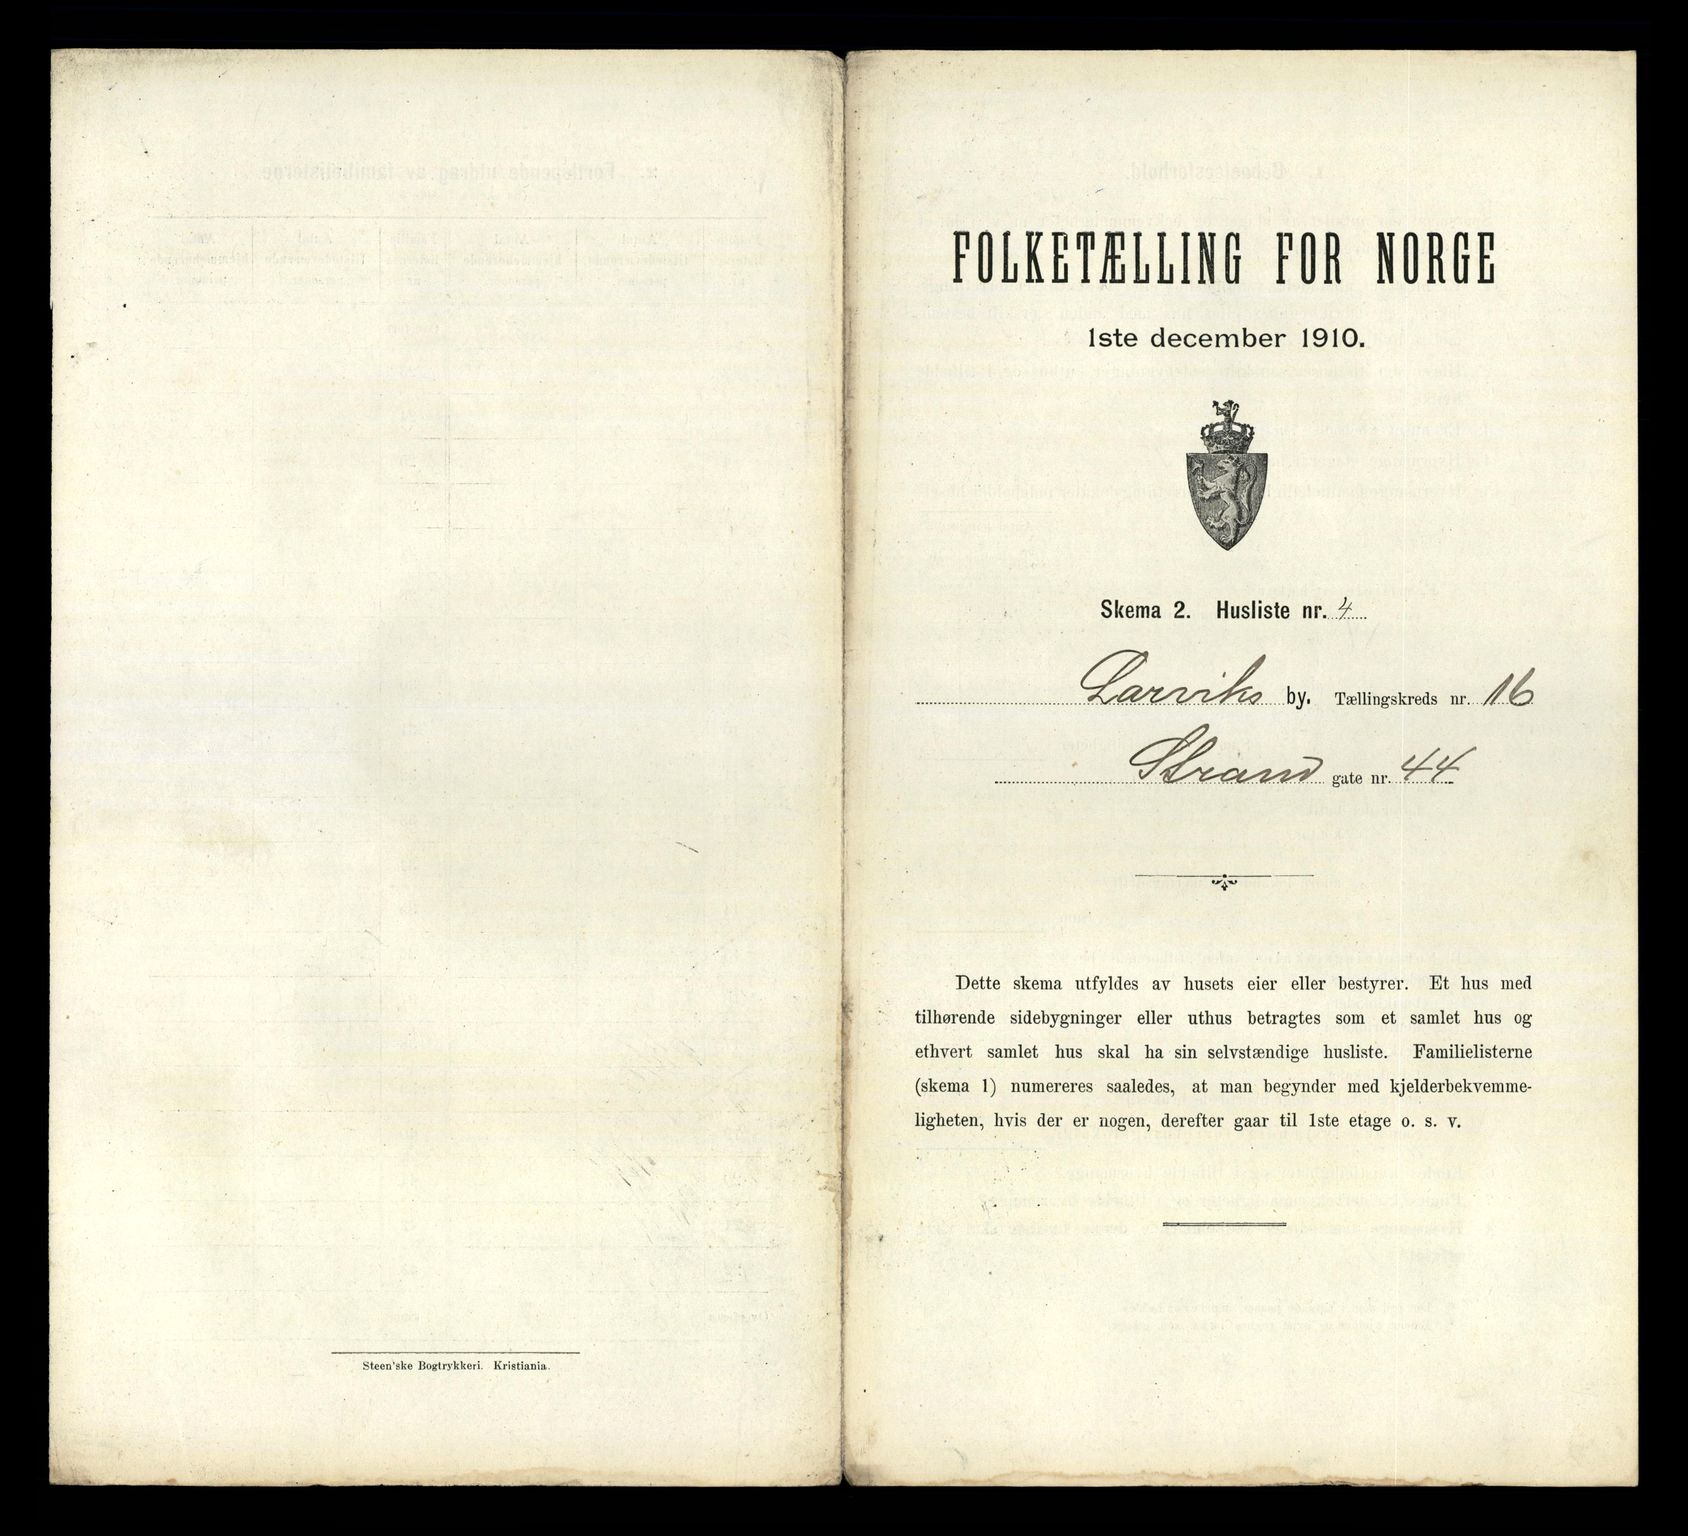 Steen'ske Bogtrykkeri. Kristiania.
FOLKETÆLLING FOR NORGE
1ste december 1910.
Skema 2. Husliste nr. 4
Larviks by. Tællingskreds nr. 16
Strand gate nr. 44
Dette skema utfyldes av husets eier eller bestyrer. Et hus med
tilhørende sidebygninger eller uthus betragtes som et samlet hus og
ethvert samlet hus skal ha sin selvstændige husliste. Familielisterne
(skema 1) numereres saaledes, at man begynder med kjelderbekvemme-
ligheten, hvis der er nogen, derefter gaar til 1ste etage o. s. v.